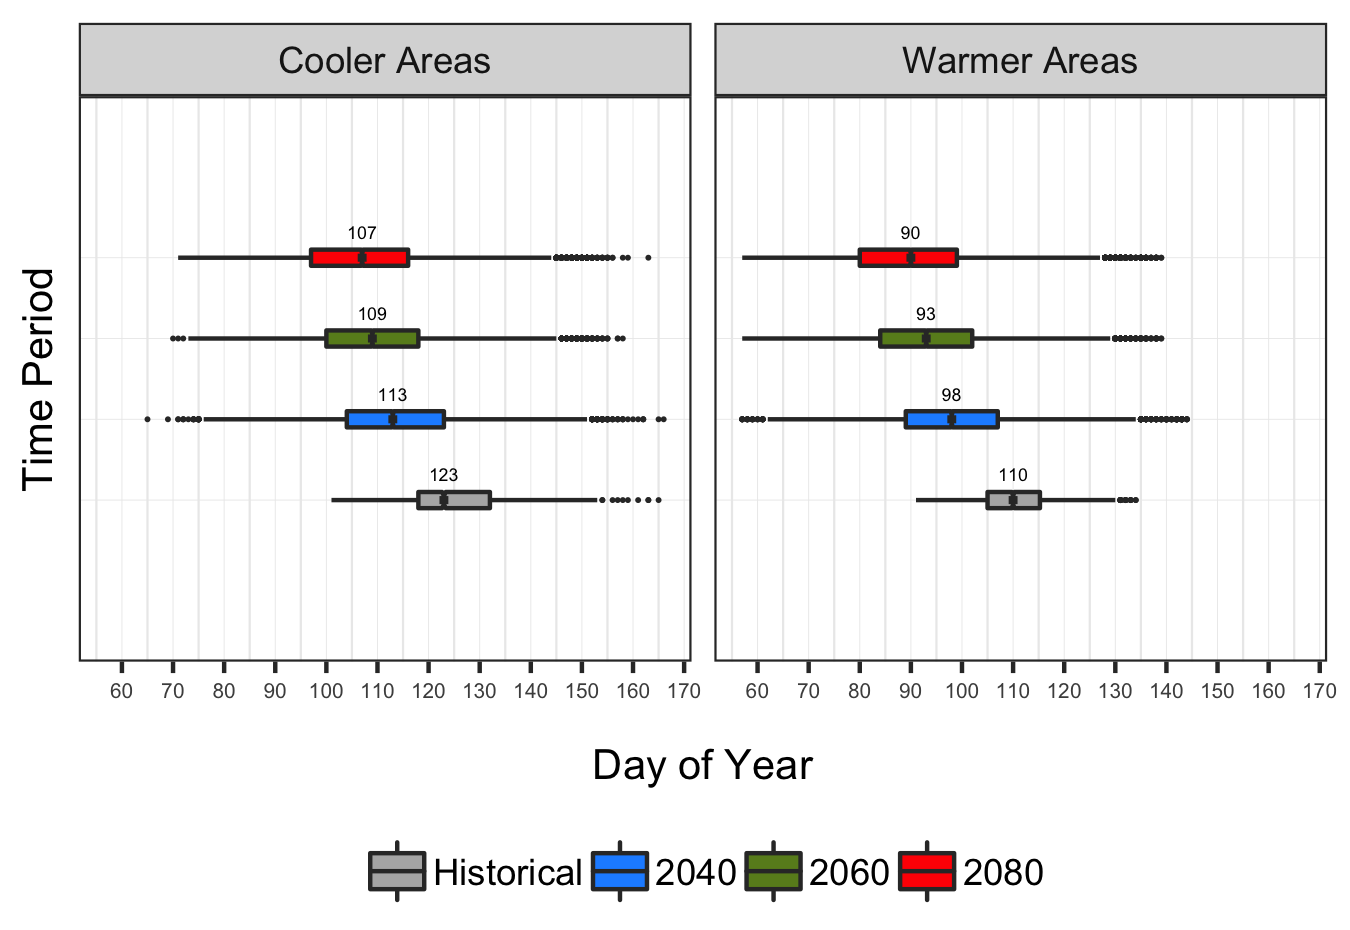 Cooler Areas
Warmer Areas
Time Period
107
109
113
123
90
93
98
110
60 70 80 90 100 110 120 130 140 150 160 170
60 70 80 90 100 110 120 130 140 150 160 170
Day of Year
Historical 2040 2060 2080